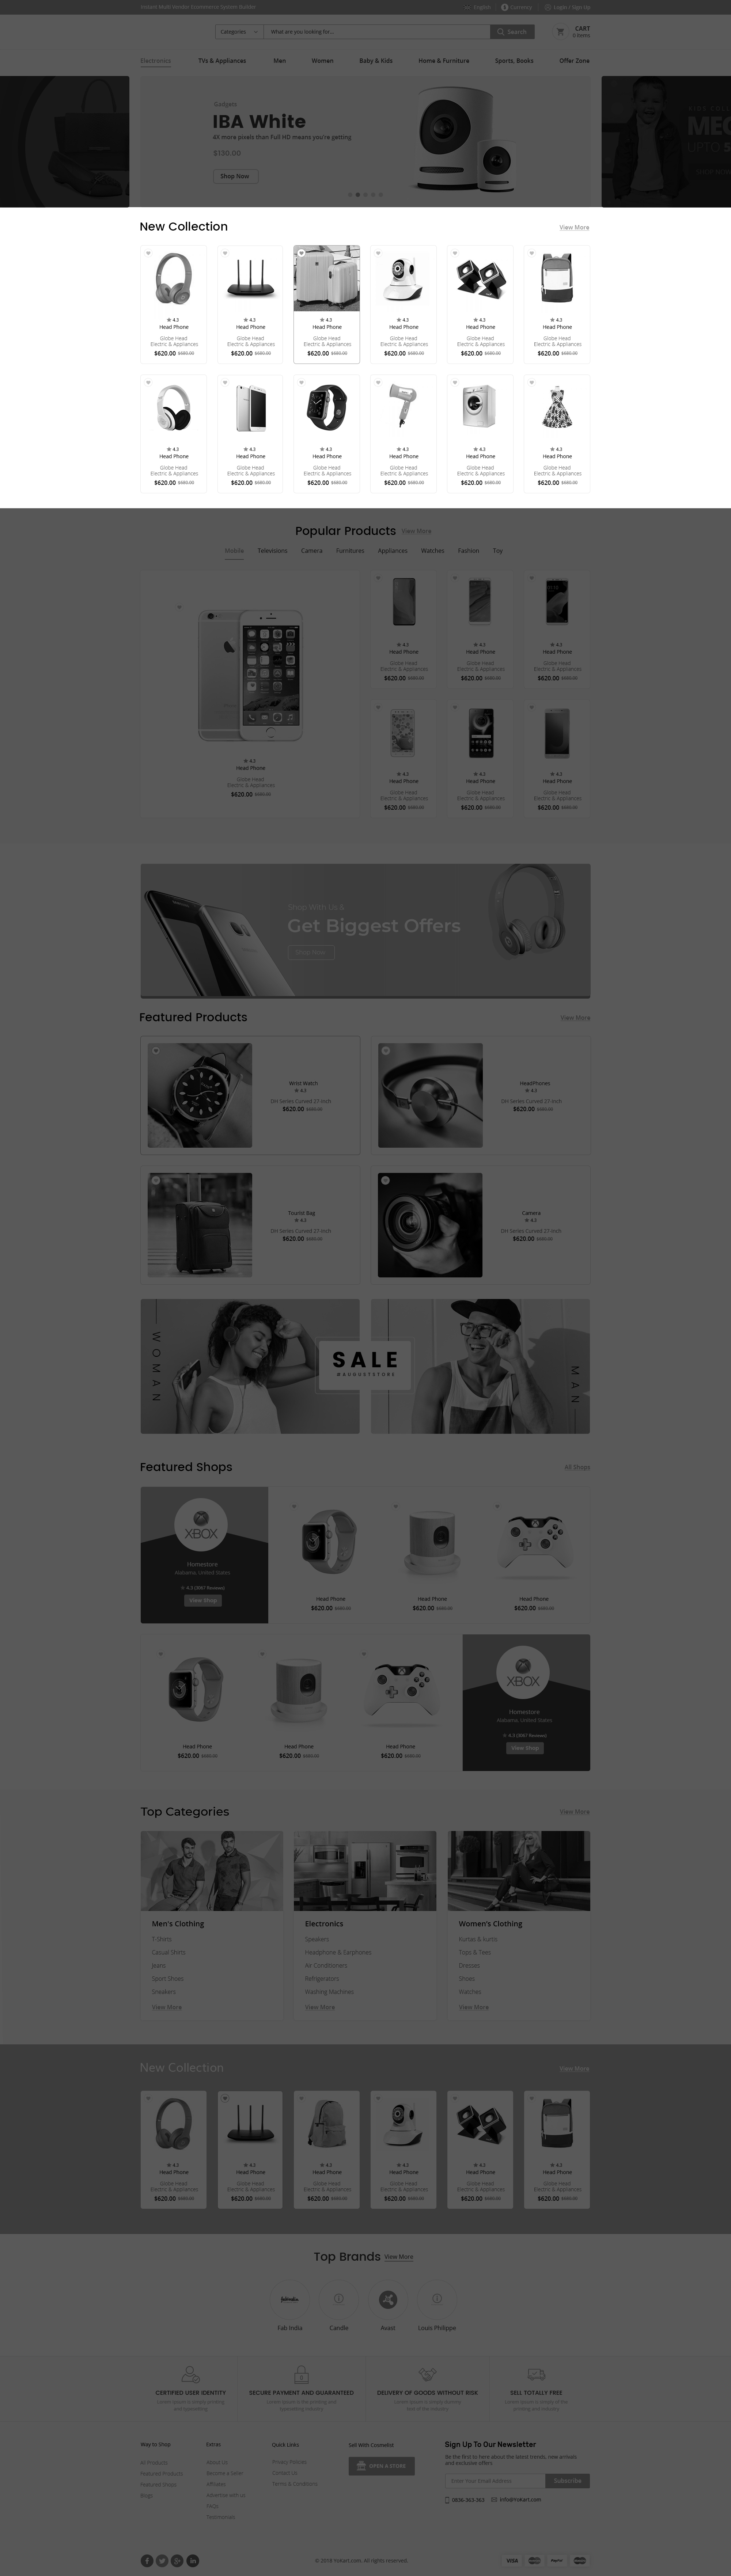 Instant Multi Vendor Ecommerce System Builder
English
Currency
Login / Sign Up
Categories
What are you looking for...
Search
CART
0 Items
Electronics TVs & Appliances Men Women Baby & Kids Home & Furniture Sports, Books Offer Zone
Gadgets
IBA White
4X more pixels than Full HD means you're getting
$130.00
Shop Now
New Collection
View More
4.3 4.3 4.3 4.3 4.3 4.3
Head Phone Head Phone Head Phone Head Phone Head Phone Head Phone
Globe Head Globe Head Globe Head Globe Head Globe Head Globe Head
Electric & Appliances Electric & Appliances Electric & Appliances Electric & Appliances Electric & Appliances Electric & Appliances
$620.00 $680.00 $620.00 $680.00 $620.00 $680.00 $620.00 $680.00 $620.00 $680.00 $620.00 $680.00
4.3 4.3 4.3 4.3 4.3 4.3
Head Phone Head Phone Head Phone Head Phone Head Phone Head Phone
Globe Head Globe Head Globe Head Globe Head Globe Head Globe Head
Electric & Appliances Electric & Appliances Electric & Appliances Electric & Appliances Electric & Appliances Electric & Appliances
$620.00 $680.00 $620.00 $680.00 $620.00 $680.00 $620.00 $680.00 $620.00 $680.00 $620.00 $680.00
Popular Products View More
Mobile Televisions Camera Furnitures Appliances Watches Fashion Toy
4.3 4.3 4.3
Head Phone Head Phone Head Phone
Globe Head Globe Head Globe Head
Electric & Appliances Electric & Appliances Electric & Appliances
$620.00 $680.00 $620.00 $680.00 $620.00 $680.00
4.3
Head Phone
Globe Head
Electric & Appliances
$620.00 $680.00
4.3 4.3 4.3
Head Phone Head Phone Head Phone
Globe Head Globe Head Globe Head
Electric & Appliances Electric & Appliances Electric & Appliances
$620.00 $680.00 $620.00 $680.00 $620.00 $680.00
Shop With Us &
Get Biggest Offers
Shop Now
Featured Products
View More
Wrist Watch
4.3
DH Series Curved 27-Inch
$620.00 $680.00
HeadPhones
4.3
DH Series Curved 27-Inch
$620.00 $680.00
Tourist Bag
4.3
DH Series Curved 27-Inch
$620.00 $680.00
Camera
4.3
DH Series Curved 27-Inch
$620.00 $680.00
WOMAN
SALE
#AUGUSTSTORE
MAN
Featured Shops
All Shops
XBOX
Homestore
Alabama, United States
4.3 (3087 Reviews)
View Shop
Head Phone Head Phone Head Phone
$620.00 $680.00 $620.00 $680.00 $620.00 $680.00
Head Phone Head Phone Head Phone
$620.00 $680.00 $620.00 $680.00 $620.00 $680.00
XBOX
Homestore
Alabama, United States
4.3 (3087 Reviews)
View Shop
Top Categories
View More
Men's Clothing
T-Shirts
Casual Shirts
Jeans
Sport Shoes
Sneakers
View More
Electronics
Speakers
Headphone & Earphones
Air Conditioners
Refrigerators
Washing Machines
View More
Women's Clothing
Kurtas & kurtis
Tops & Tees
Dresses
Shoes
Watches
View More
New Collection
View More
4.3 4.3 4.3 4.3 4.3 4.3
Head Phone Head Phone Head Phone Head Phone Head Phone Head Phone
Globe Head Globe Head Globe Head Globe Head Globe Head Globe Head
Electric & Appliances Electric & Appliances Electric & Appliances Electric & Appliances Electric & Appliances Electric & Appliances
$620.00 $680.00 $620.00 $680.00 $620.00 $680.00 $620.00 $680.00 $620.00 $680.00 $620.00 $680.00
Top Brands View More
Fab India Candle Avast Louis Philippe
CERTIFIED USER IDENTITY
SECURE PAYMENT AND GUARANTEED
DELIVERY OF GOODS WITHOUT RISK
SELL TOTALLY FREE
Way to Shop
All Products
Featured Products
Featured Shops
Blogs
Extras
About Us
Become a Seller
Affiliates
Advertise with us
FAQs
Testimonials
Quick Links
Privacy Policies
Contact Us
Terms & Conditions
Sell With Cosmetist
OPEN A STORE
Sign Up To Our Newsletter
Be the first to here about the latest trends, new arrivals
and exclusive offers.
Enter Your Email Address
Subscribe
0836-363-363
info@YoKart.com
© 2018 YoKart.com. All rights reserved.
VISA
PayPal